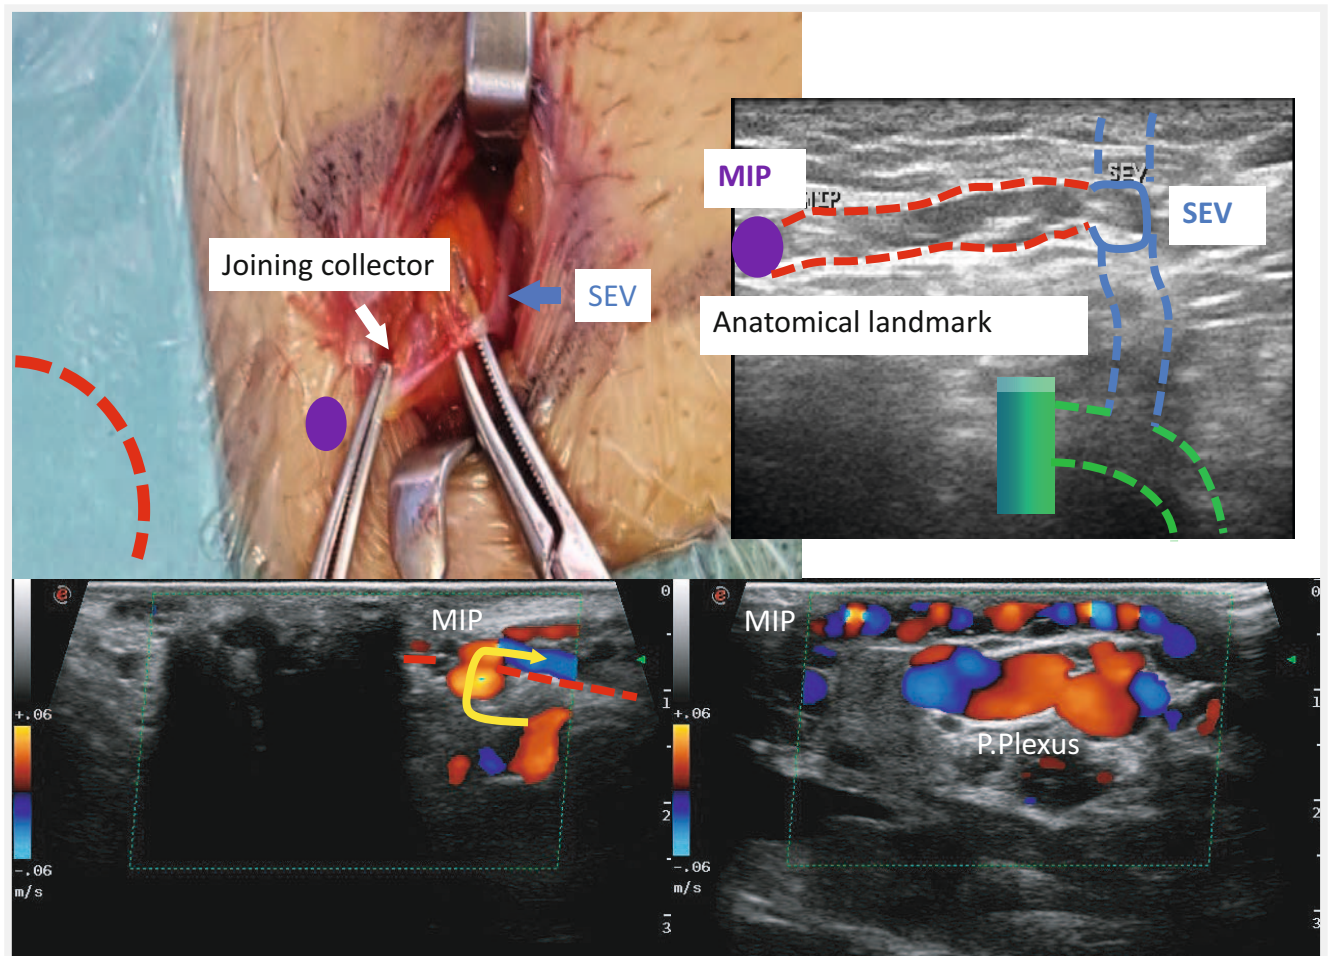 Joining collector
SEV
MIP
MIP
SEV
SEV
Anatomical landmark
MIP
0
1
2
3
+.06
-.06
m/s
MIP
P.Plexus
0
1
2
3
+.06
-.06
m/s